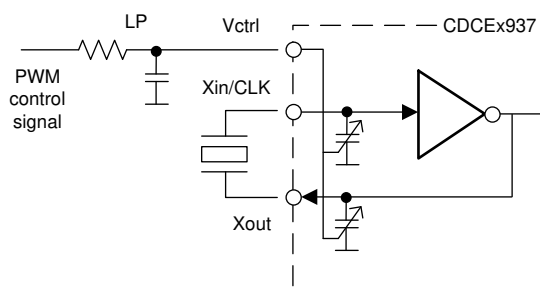 LP
Vctrl
CDCEx937
PWM
control
signal
Xin/CLK
Xout